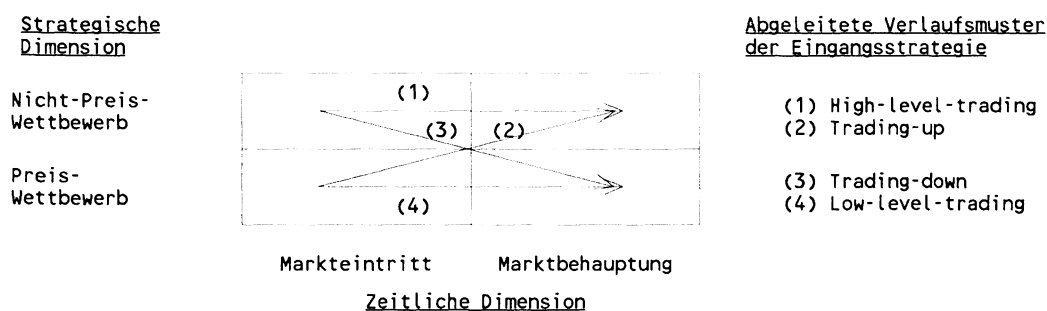 Strategische
Dimension
Abgeleitete Verlaufsmuster
der Eingangsstrategie
Nicht-Preis-
Wettbewerb
(1)
(3)
(2)
(1) High-level-trading
(2) Trading-up
Preis-
Wettbewerb
(4)
(3) Trading-down
(4) Low-level-trading
Markteintritt
Marktbehauptung
Zeitliche Dimension